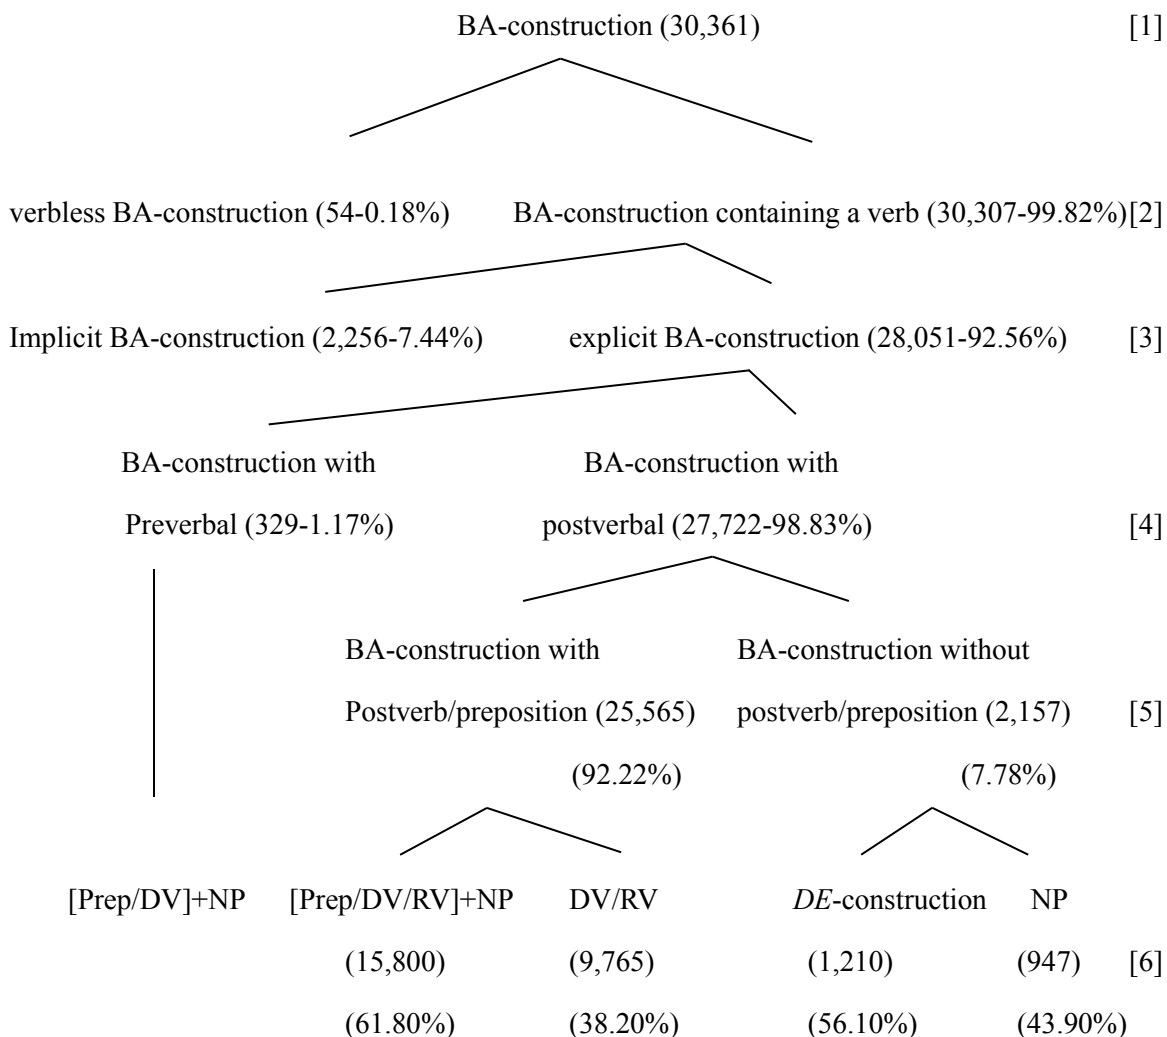 BA-construction (30,361) [1]
verbless BA-construction (54-0.18%) BA-construction containing a verb (30,307-99.82%)[2]
Implicit BA-construction (2,256-7.44%) explicit BA-construction (28,051-92.56%) [3]
BA-construction with BA-construction with
Preverbal (329-1.17%) postverbal (27,722-98.83%) [4]
BA-construction with BA-construction without
Postverb/preposition (25,565) postverb/preposition (2,157) [5]
(92.22%) (7.78%)
[Prep/DV]+NP [Prep/DV/RV]+NP DV/RV DE-construction NP
(15,800) (9,765) (1,210) (947) [6]
(61.80%) (38.20%) (56.10%) (43.90%)